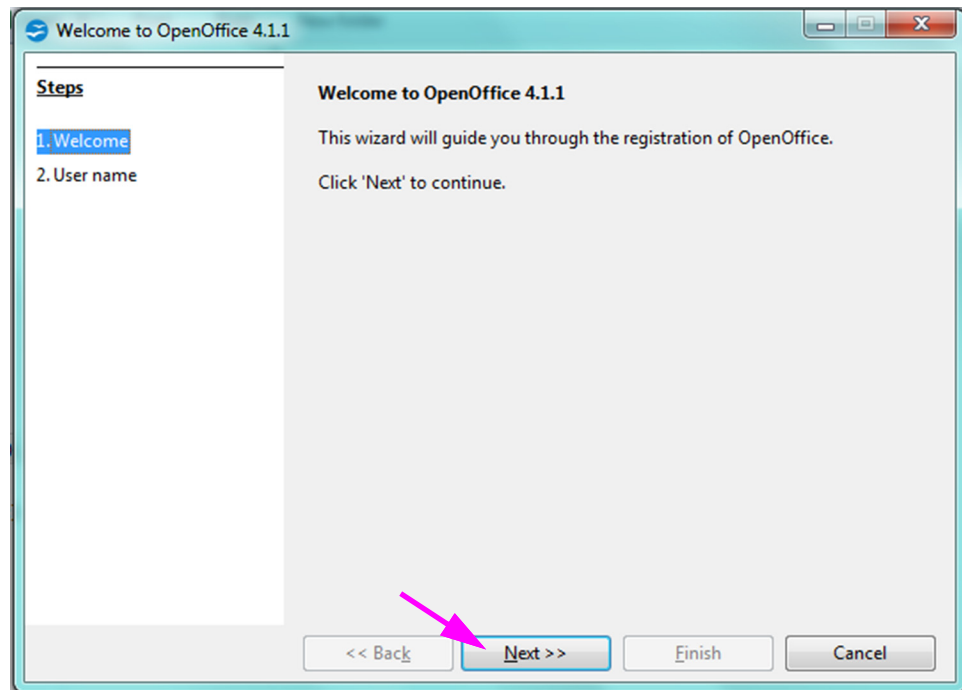 Welcome to OpenOffice 4.1.1
Steps
1. Welcome
2. User name
Welcome to OpenOffice 4.1.1
This wizard will guide you through the registration of OpenOffice.
Click 'Next' to continue.
<< Back
Next >>
Finish
Cancel